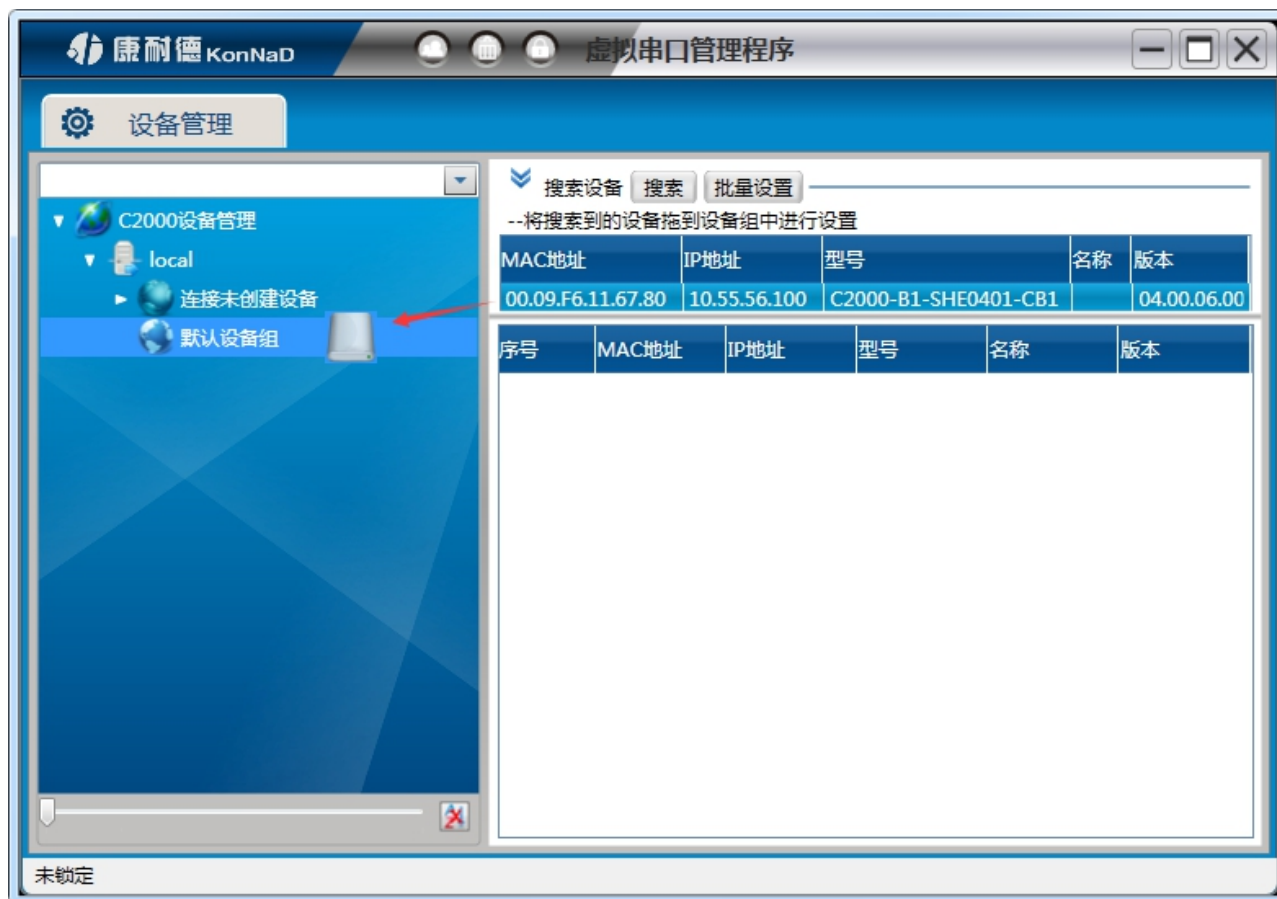 康耐德 KonNaD
虚拟串口管理程序
设备管理
搜索设备 搜索 批量设置
--将搜索到的设备拖到设备组中进行设置
C2000设备管理
local
连接未创建设备
默认设备组
MAC地址 IP地址 型号 名称 版本
00.09.F6.11.67.80 10.55.56.100 C2000-B1-SHE0401-CB1 04.00.06.00
序号 MAC地址 IP地址 型号 名称 版本
未锁定